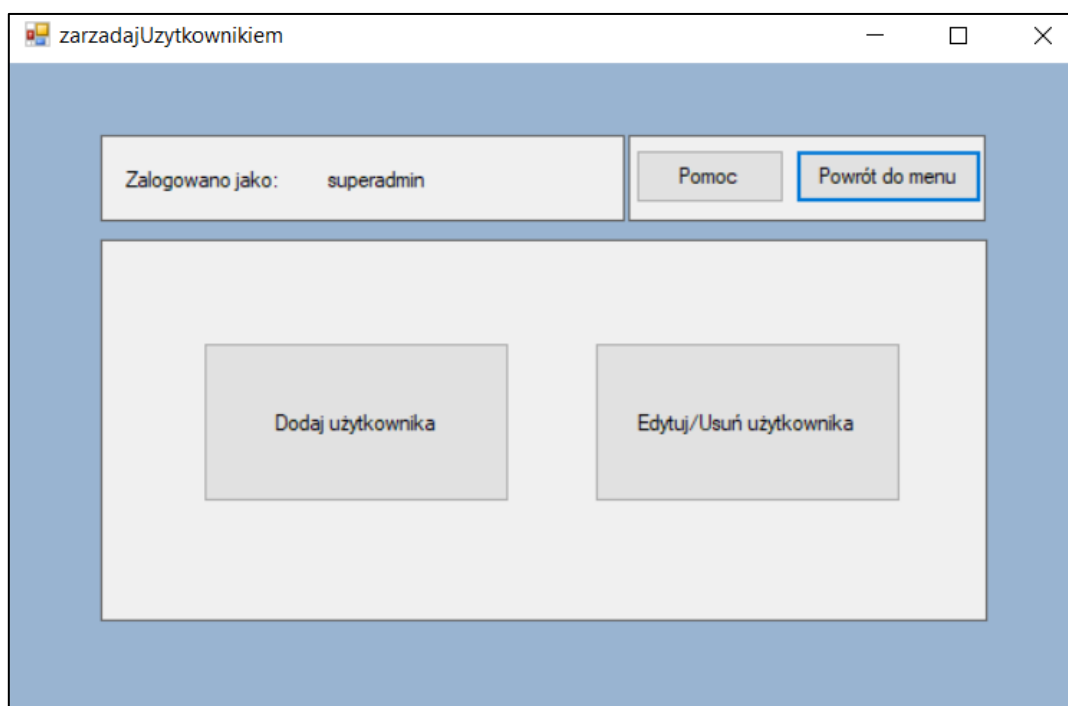 zarzadajUzytkownikiem
Zalogowano jako: superadmin
Pomoc
Powrót do menu
Dodaj użytkownika
Edytuj/Usuń użytkownika